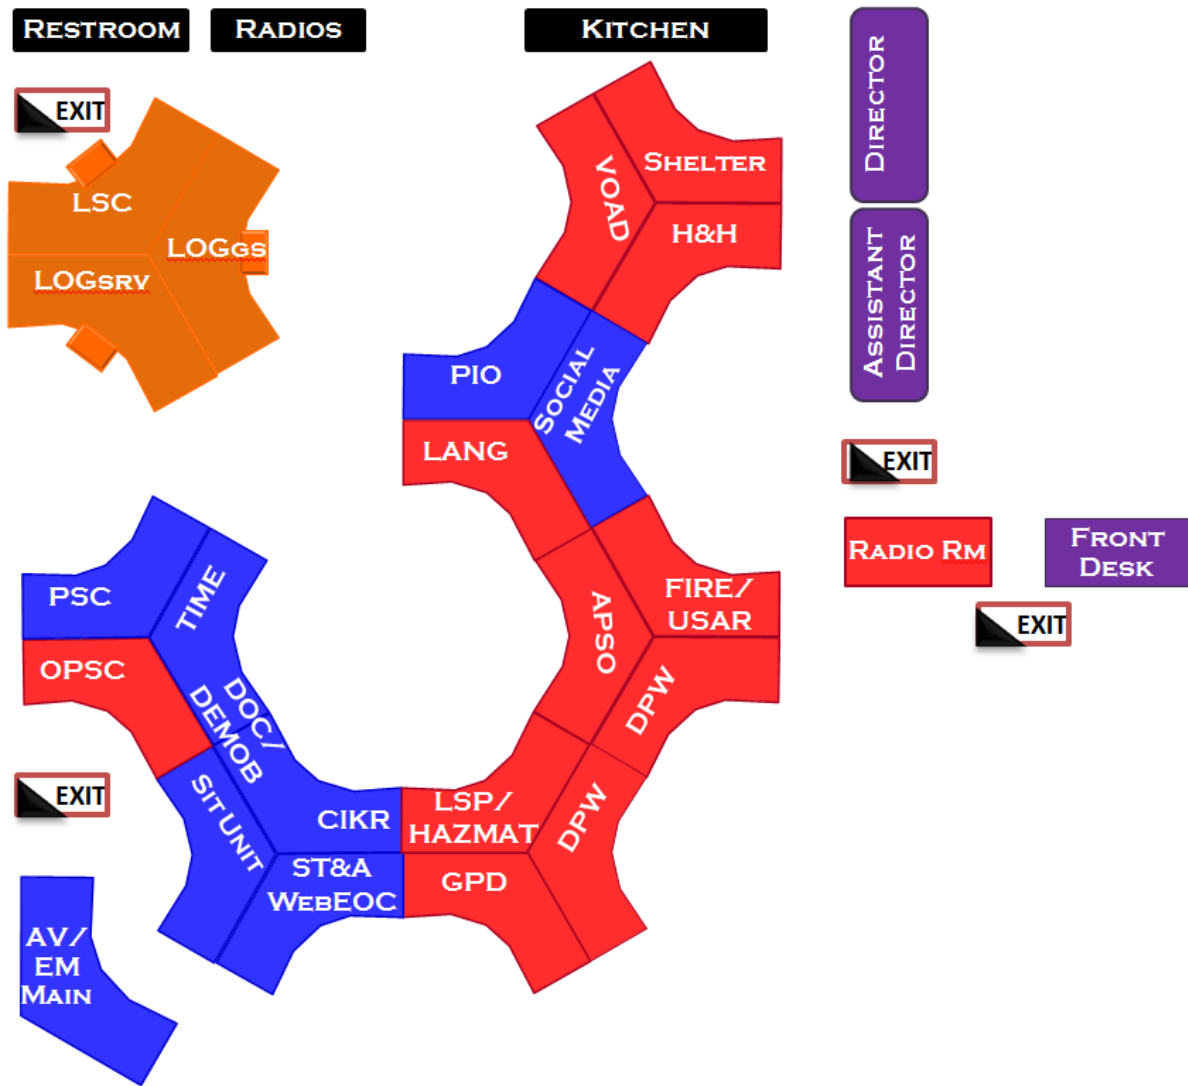 RESTROOM
RADIOS
KITCHEN
DIRECTOR
EXIT
SHELTER
VOAD
LSC
H&H
LOGGS
LOGSRV
ASSISTANT
DIRECTOR
PIO
SOCIAL
MEDIA
LANG
EXIT
RADIO RM
FRONT
DESK
PSC
TIME
APSO
FIRE/
USAR
EXIT
OPSC
DPW
DOC/
DEMOB
EXIT
SIT UNIT
CIKR
LSP/
HAZMAT
DPW
ST&A
WEBEOC
GPD
AV/
EM
MAIN